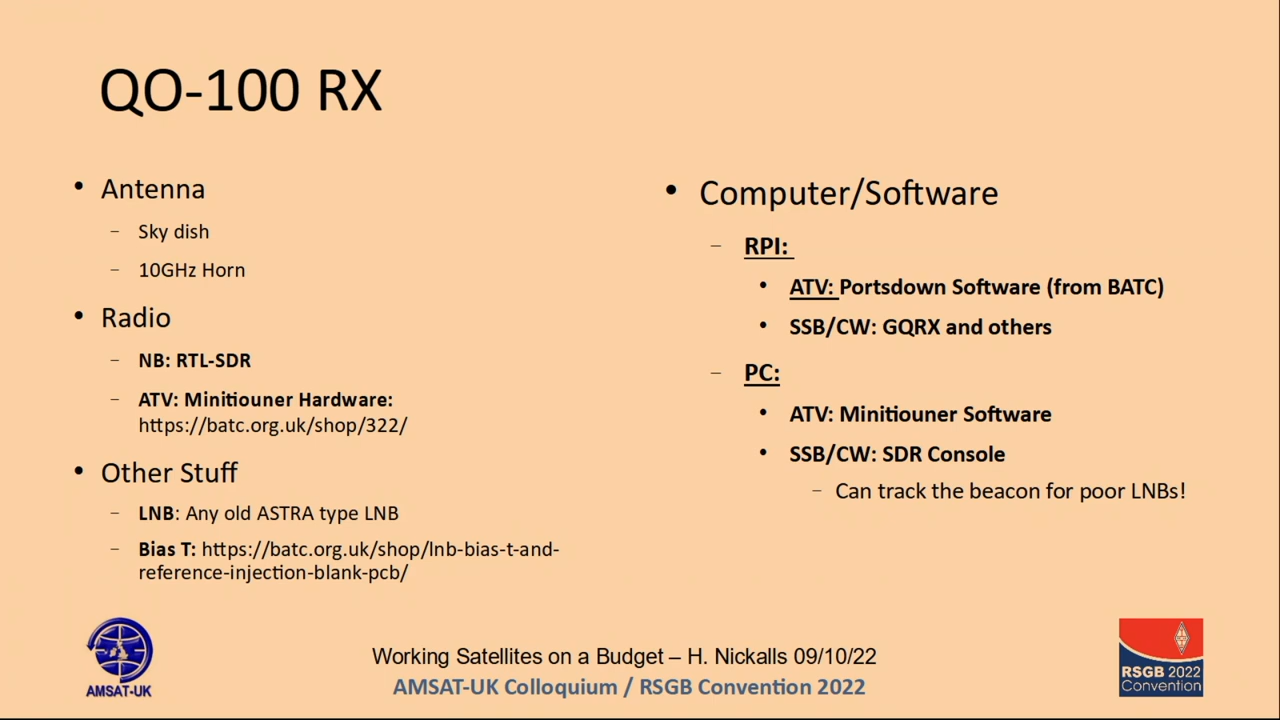 QO-100 RX
• Antenna
– Sky dish
– 10GHz Horn
• Radio
– NB: RTL-SDR
– ATV: Minitiouner Hardware:
https://batc.org.uk/shop/322/
• Other Stuff
– LNB: Any old ASTRA type LNB
– Bias T: https://batc.org.uk/shop/lnb-bias-t-and-
reference-injection-blank-pcb/
• Computer/Software
– RPI:
• ATV: Portsdown Software (from BATC)
• SSB/CW: GQRX and others
– PC:
• ATV: Minitiouner Software
• SSB/CW: SDR Console
– Can track the beacon for poor LNBs!
AMSAT-UK
Working Satellites on a Budget – H. Nickalls 09/10/22
AMSAT-UK Colloquium / RSGB Convention 2022
RSGB 2022
Convention